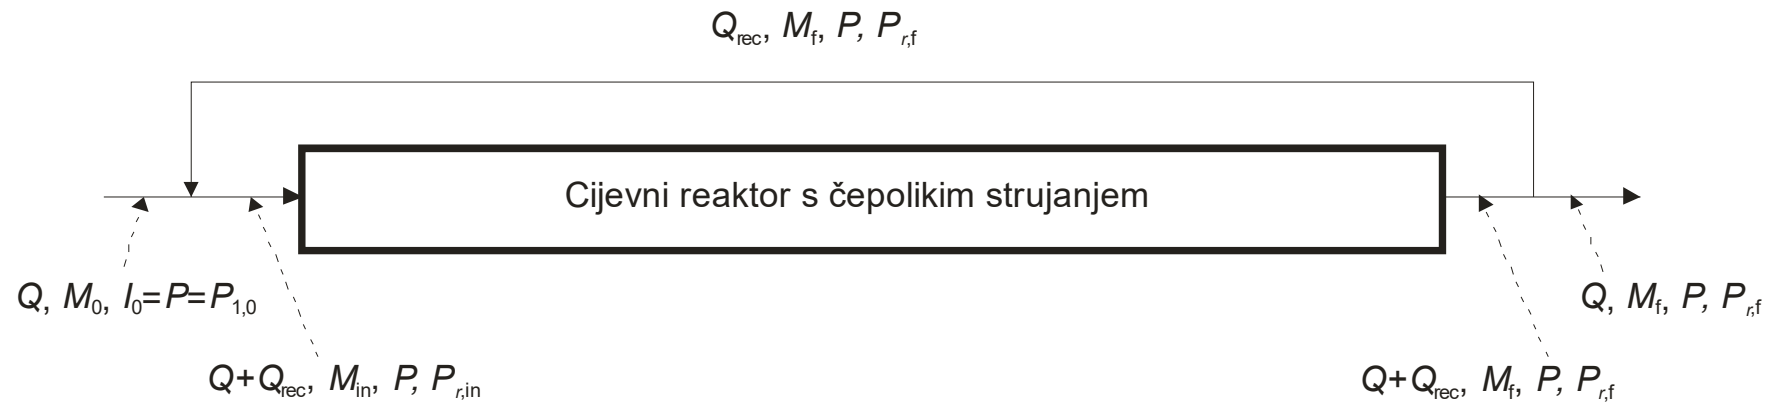 Qrec, Mf, P, Pr,f
Cijevni reaktor s čepolikim strujanjem
Q, M0, I0=P=P1,0
Q, Mf, P, Pr,f
Q+Qrec, Min, P, Pr,in
Q+Qrec, Mf, P, Pr,f